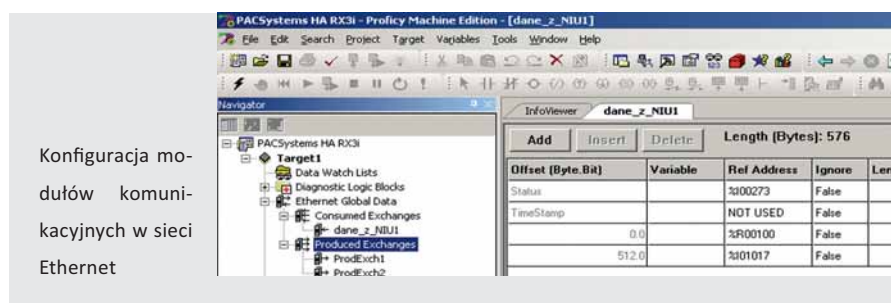 Konfiguracja mo-
dułów komuni-
kacyjnych w sieci
Ethernet
PACSystems HA RX3i - Proficy Machine Edition - [dane_z_NIU1]
File Edit Search Project Target Variables Tools Window Help
Navigator
PACSystems HA RX3i
Target1
Data Watch Lists
Diagnostic Logic Blocks
Ethernet Global Data
Consumed Exchanges
dane_z_NIU1
Produced Exchanges
ProdExch1
ProdExch2
InfoViewer dane_z_NIU1
Add Insert Delete Length (Bytes): 576
Offset (Byte.Bit) Variable Ref Address Ignore Len
Status %I00273 False
TimeStamp NOT USED False
0.0 %R00100 False
512.0 %I01017 False